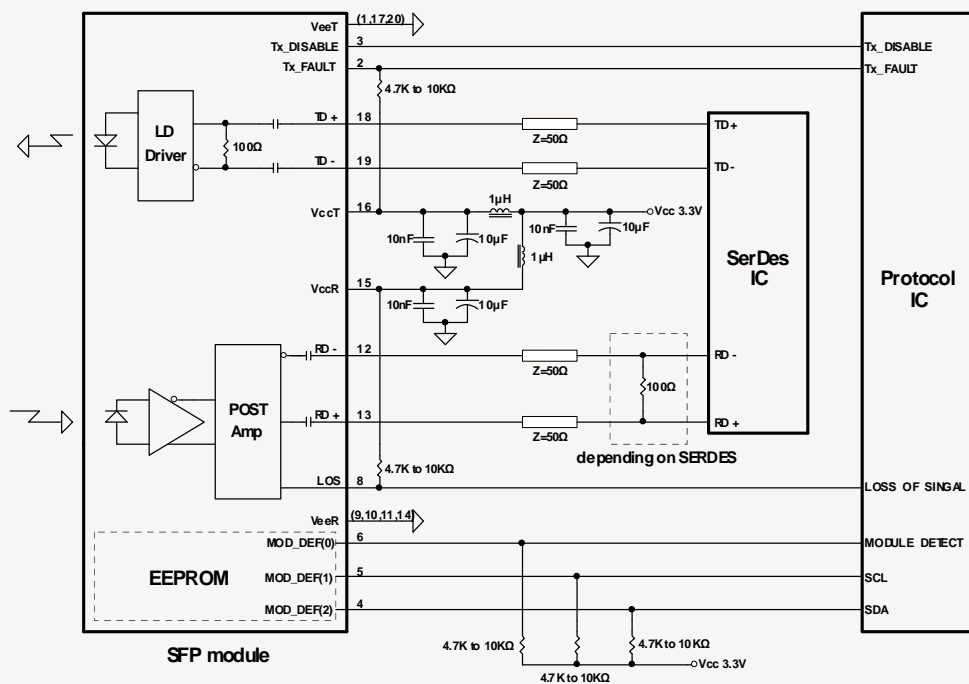 VeeT (1,17,20)
Tx_DISABLE 3 Tx_DISABLE
Tx_FAULT 2 Tx_FAULT
4.7K to 10KΩ
LD Driver
100Ω
TD+ 18 Z=50Ω TD+
TD- 19 Z=50Ω TD-
1μH
VccT 16 Vcc 3.3V
10nF 10μF 10nF 10μF
1μH
SerDes IC
Protocol IC
VccR 15
10nF 10μF
RD- 12 Z=50Ω RD-
100Ω
POST Amp
RD+ 13 Z=50Ω RD+
depending on SERDES
4.7K to 10KΩ
LOS 8 LOSS OF SINGAL
VeeR (9,10,11,14)
MOD_DEF(0) 6 MODULE DETECT
EEPROM
MOD_DEF(1) 5 SCL
MOD_DEF(2) 4 SDA
4.7K to 10KΩ 4.7K to 10KΩ
SFP module
Vcc 3.3V
4.7K to 10KΩ